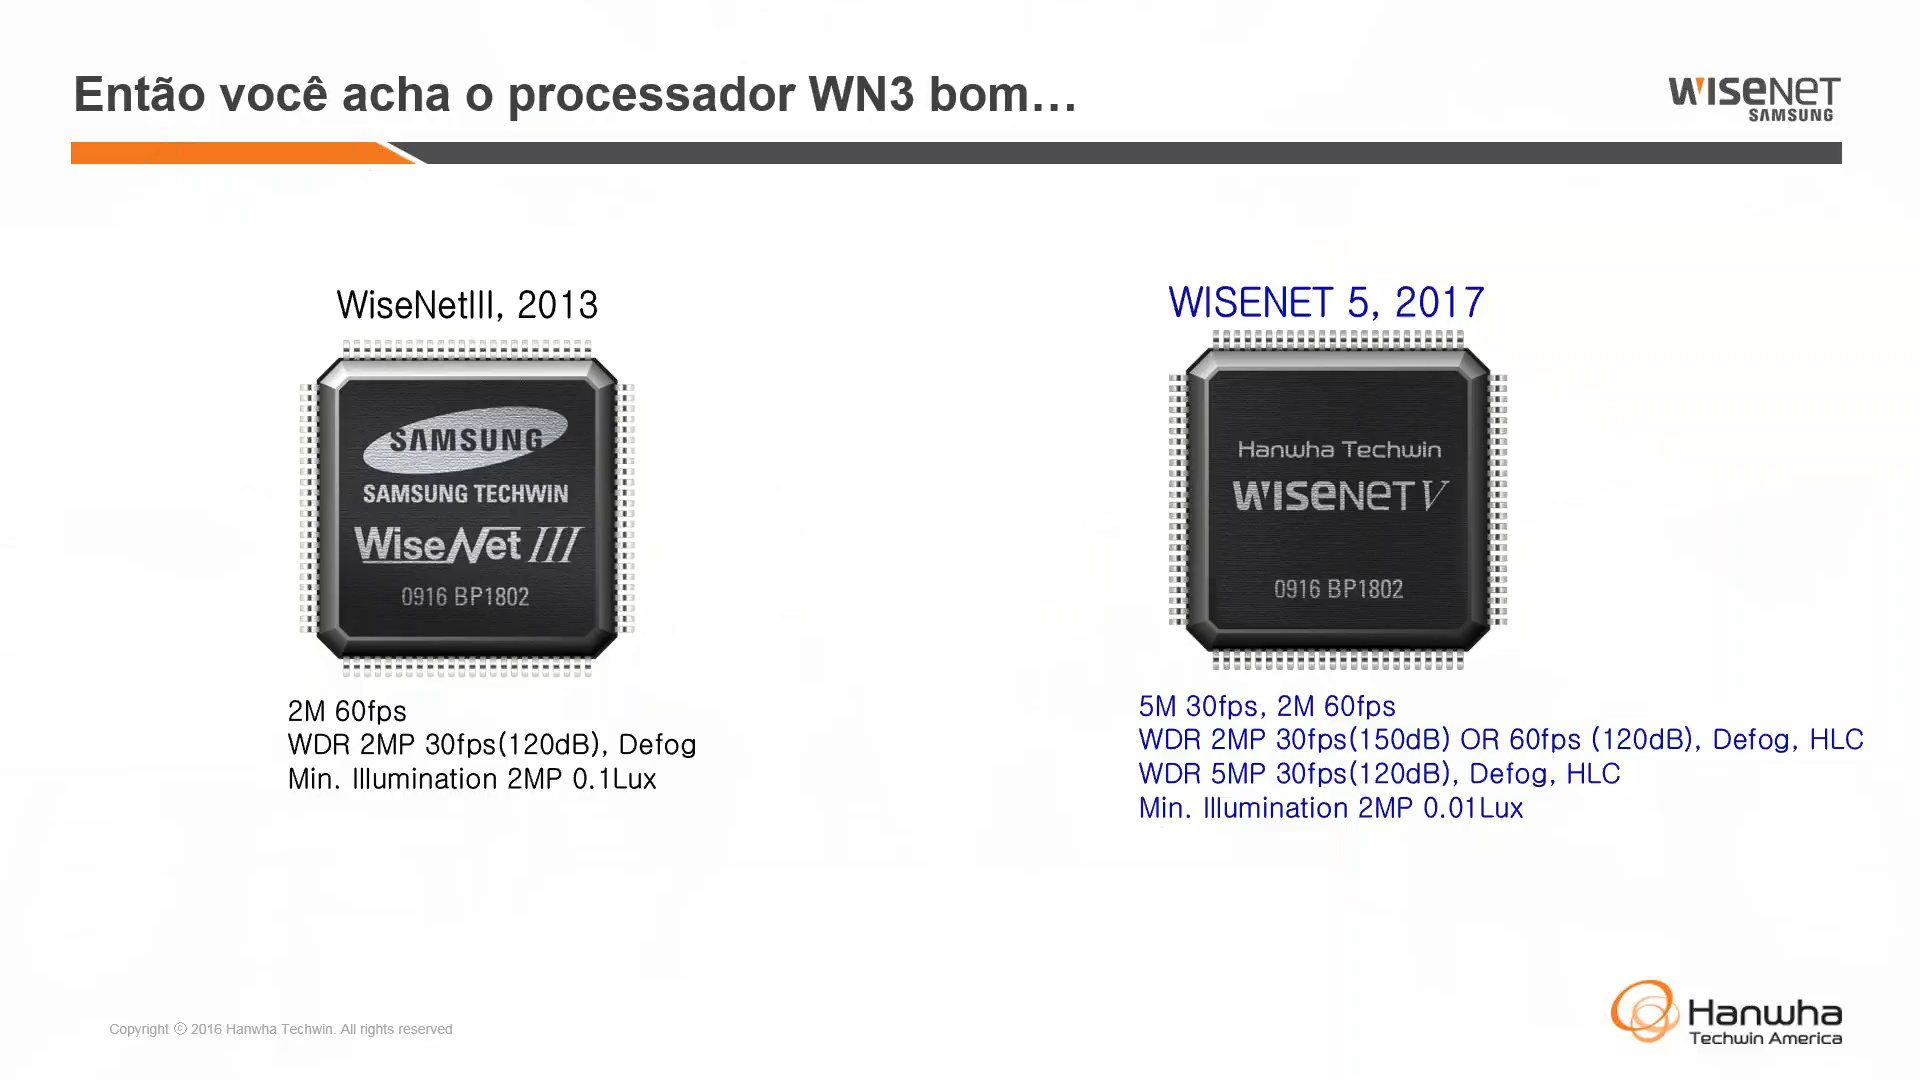 Então você acha o processador WN3 bom...
WISENET
SAMSUNG
WiseNetIII, 2013
SAMSUNG
SAMSUNG TECHWIN
WiseNet III
0916 BP1802
2M 60fps
WDR 2MP 30fps(120dB), Defog
Min. Illumination 2MP 0.1Lux
WISENET 5, 2017
Hanwha Techwin
WISENET V
0916 BP1802
5M 30fps, 2M 60fps
WDR 2MP 30fps(150dB) OR 60fps (120dB), Defog, HLC
WDR 5MP 30fps(120dB), Defog, HLC
Min. Illumination 2MP 0.01Lux
Copyright © 2016 Hanwha Techwin. All rights reserved
Hanwha
Techwin America